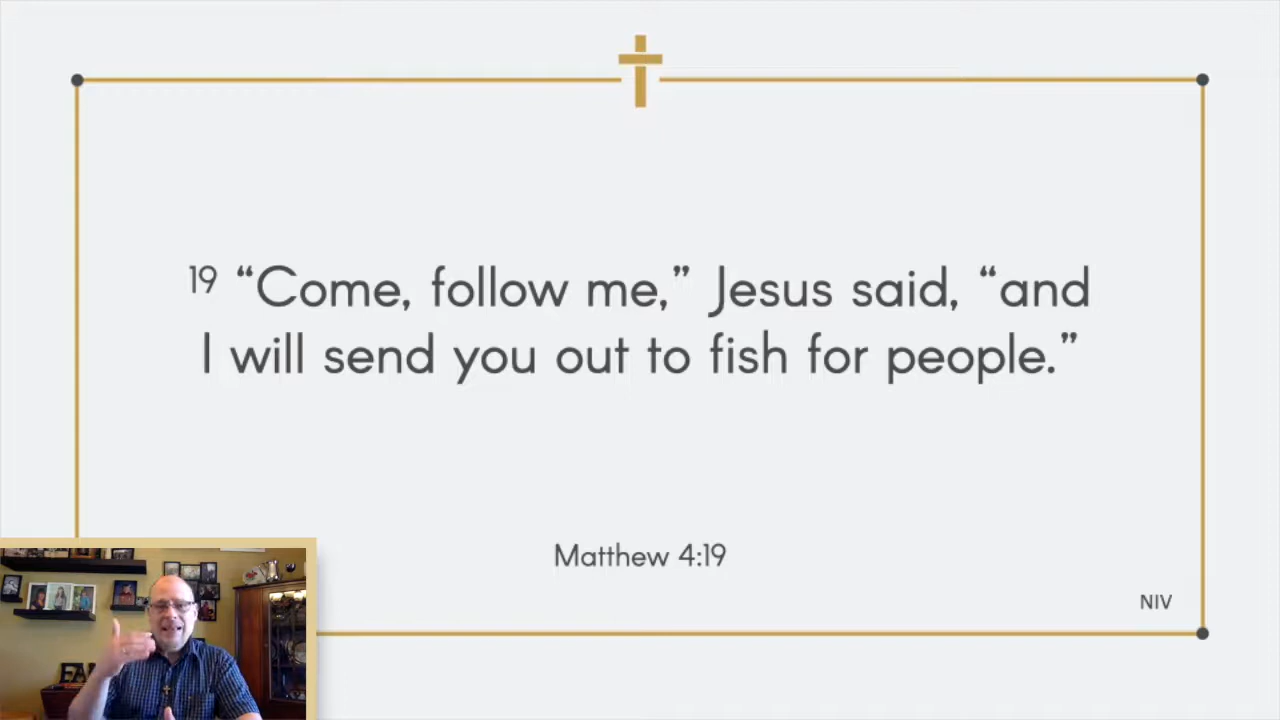 19 “Come, follow me,” Jesus said, “and
I will send you out to fish for people.”
Matthew 4:19
NIV